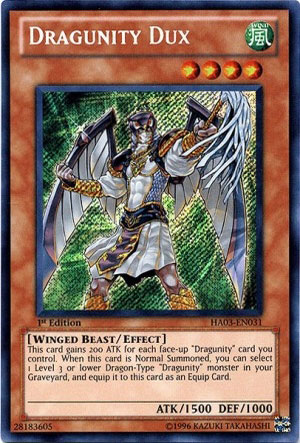 DRAGUNITY DUX
WIND
風
1st Edition
HA03-EN031
[WINGED BEAST/EFFECT]
This card gains 200 ATK for each face-up "Dragunity" card you
control. When this card is Normal Summoned, you can select
1 Level 3 or lower Dragon-Type "Dragunity" monster in your
Graveyard, and equip it to this card as an Equip Card.
ATK/1500 DEF/1000
28183605
©1996 KAZUKI TAKAHASHI